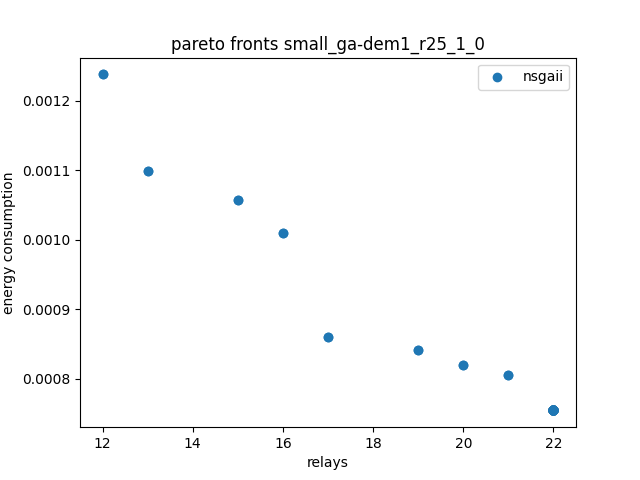 pareto fronts small_ga-dem1_r25_1_0
nsgaii
energy consumption
0.0012
0.0011
0.0010
0.0009
0.0008
12 14 16 18 20 22
relays